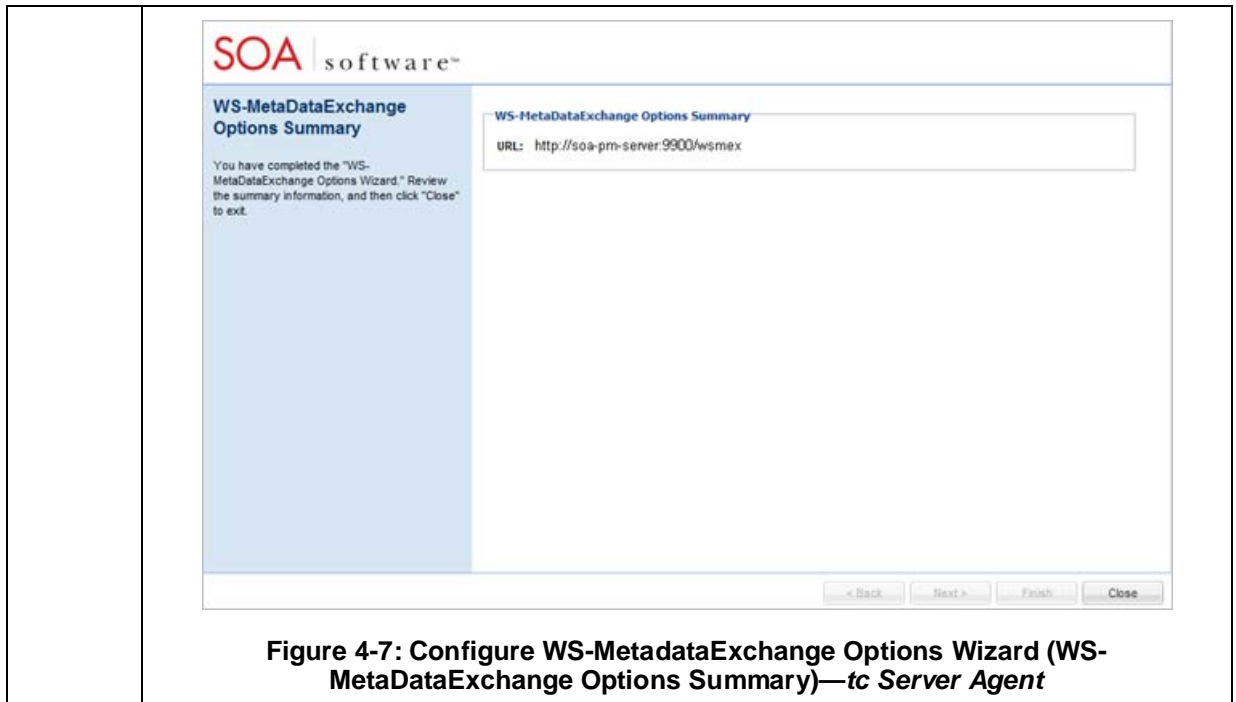 SOA software™
WS-MetaDataExchange
Options Summary
You have completed the "WS-
MetaDataExchange Options Wizard." Review
the summary information, and then click "Close"
to exit.
WS-MetaDataExchange Options Summary
URL: http://soa-pm-server:9900/wsmex
< Back Next > Finish Close
Figure 4-7: Configure WS-MetadataExchange Options Wizard (WS-
MetaDataExchange Options Summary)—tc Server Agent